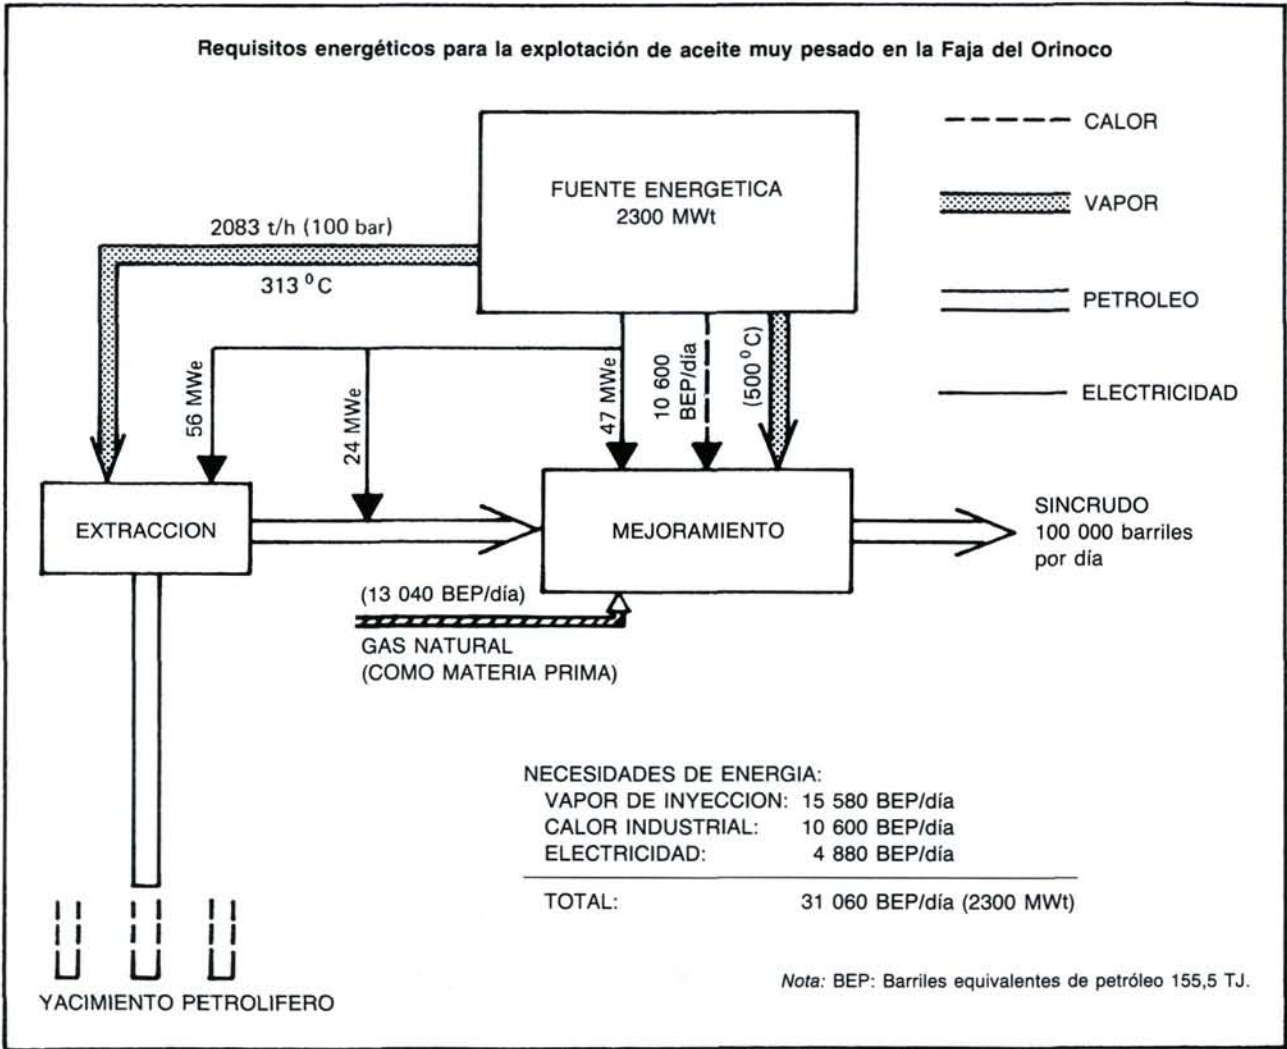 Requisitos energéticos para la explotación de aceite muy pesado en la Faja del Orinoco
FUENTE ENERGETICA
2300 MWt
CALOR
VAPOR
PETROLEO
ELECTRICIDAD
2083 t/h (100 bar)
313 °C
56 MWe
24 MWe
47 MWe
10 600
BEP/día
(500 °C)
EXTRACCION
MEJORAMIENTO
SINCRUDO
100 000 barriles
por día
(13 040 BEP/día)
GAS NATURAL
(COMO MATERIA PRIMA)
NECESIDADES DE ENERGIA:
VAPOR DE INYECCION: 15 580 BEP/día
CALOR INDUSTRIAL: 10 600 BEP/día
ELECTRICIDAD: 4 880 BEP/día
TOTAL: 31 060 BEP/día (2300 MWt)
YACIMIENTO PETROLIFERO
Nota: BEP: Barriles equivalentes de petróleo 155,5 TJ.